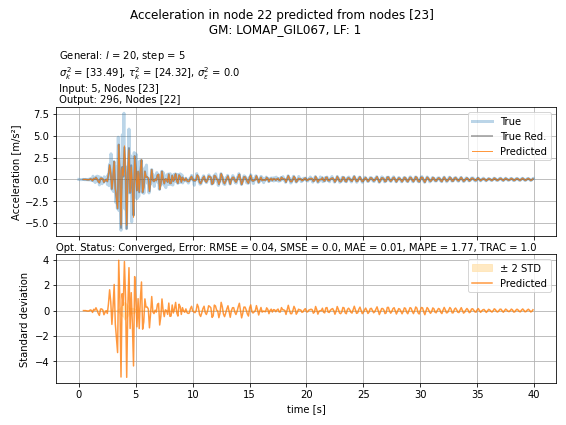 Acceleration in node 22 predicted from nodes [23]
GM: LOMAP_GIL067, LF: 1
General: l = 20, step = 5
σ²ₖ = [33.49], τ²ₖ = [24.32], σ²ε = 0.0
Input: 5, Nodes [23]
Output: 296, Nodes [22]
7.5
5.0
2.5
0.0
−2.5
−5.0
Acceleration [m/s²]
True
True Red.
Predicted
Opt. Status: Converged, Error: RMSE = 0.04, SMSE = 0.0, MAE = 0.01, MAPE = 1.77, TRAC = 1.0
4
2
0
−2
−4
Standard deviation
± 2 STD
Predicted
0 5 10 15 20 25 30 35 40
time [s]